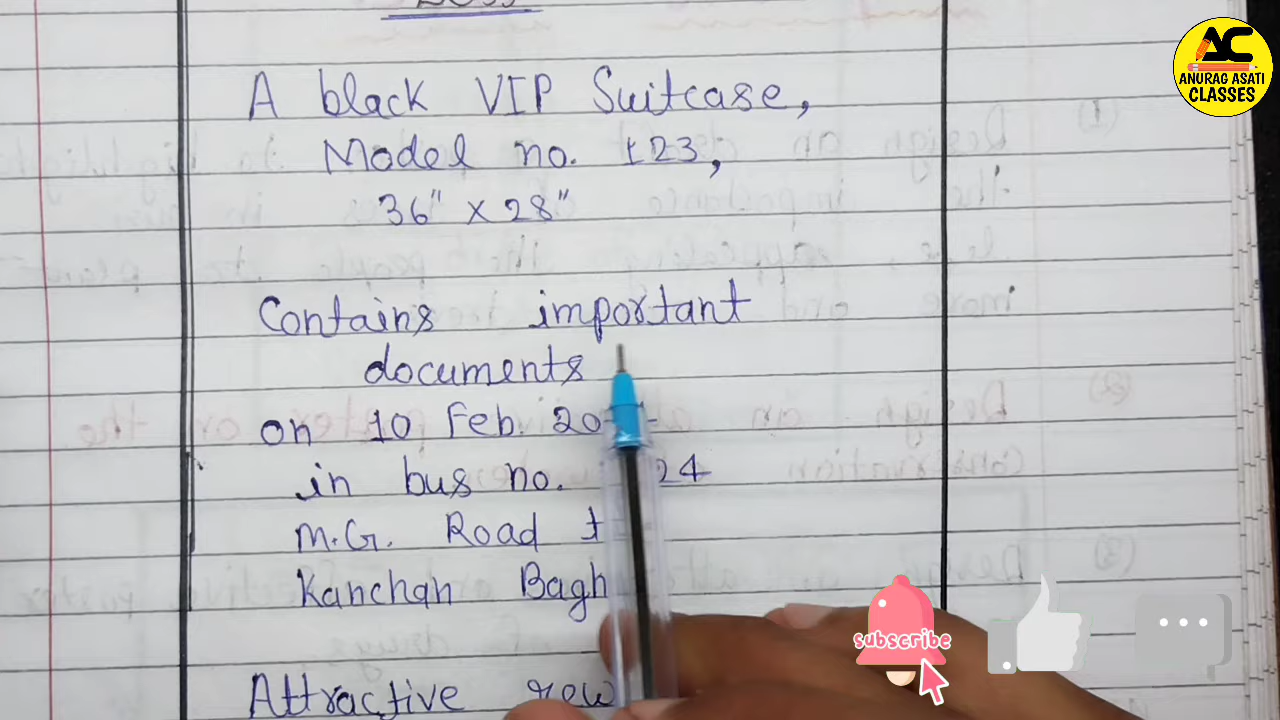 A black VIP Suitcase,
Model no. 123,
36" x 28"
Contains important
documents
on 10 Feb.
in bus no.
M.G. Road
Kanchan Bagh
Attractive
AC
ANURAG ASATI
CLASSES
subscribe